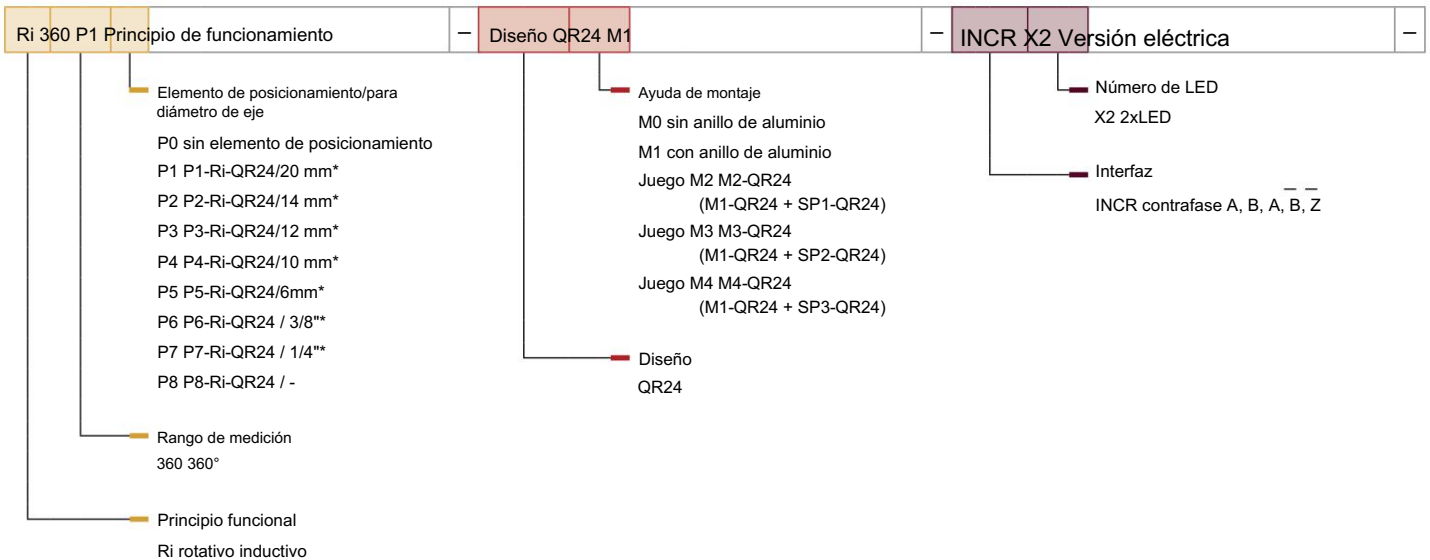 Ri 360 P1 Principio de funcionamiento – Diseño QR24 M1 – INCR X2 Versión eléctrica –
Elemento de posicionamiento/para
diámetro de eje
P0 sin elemento de posicionamiento
P1 P1-Ri-QR24/20 mm*
P2 P2-Ri-QR24/14 mm*
P3 P3-Ri-QR24/12 mm*
P4 P4-Ri-QR24/10 mm*
P5 P5-Ri-QR24/6mm*
P6 P6-Ri-QR24 / 3/8"*
P7 P7-Ri-QR24 / 1/4"*
P8 P8-Ri-QR24 / -
Rango de medición
360 360°
Principio funcional
Ri rotativo inductivo
Ayuda de montaje
M0 sin anillo de aluminio
M1 con anillo de aluminio
Juego M2 M2-QR24
(M1-QR24 + SP1-QR24)
Juego M3 M3-QR24
(M1-QR24 + SP2-QR24)
Juego M4 M4-QR24
(M1-QR24 + SP3-QR24)
Diseño
QR24
Número de LED
X2 2xLED
Interfaz
INCR contrafase A, B, A, B̅, Z̅